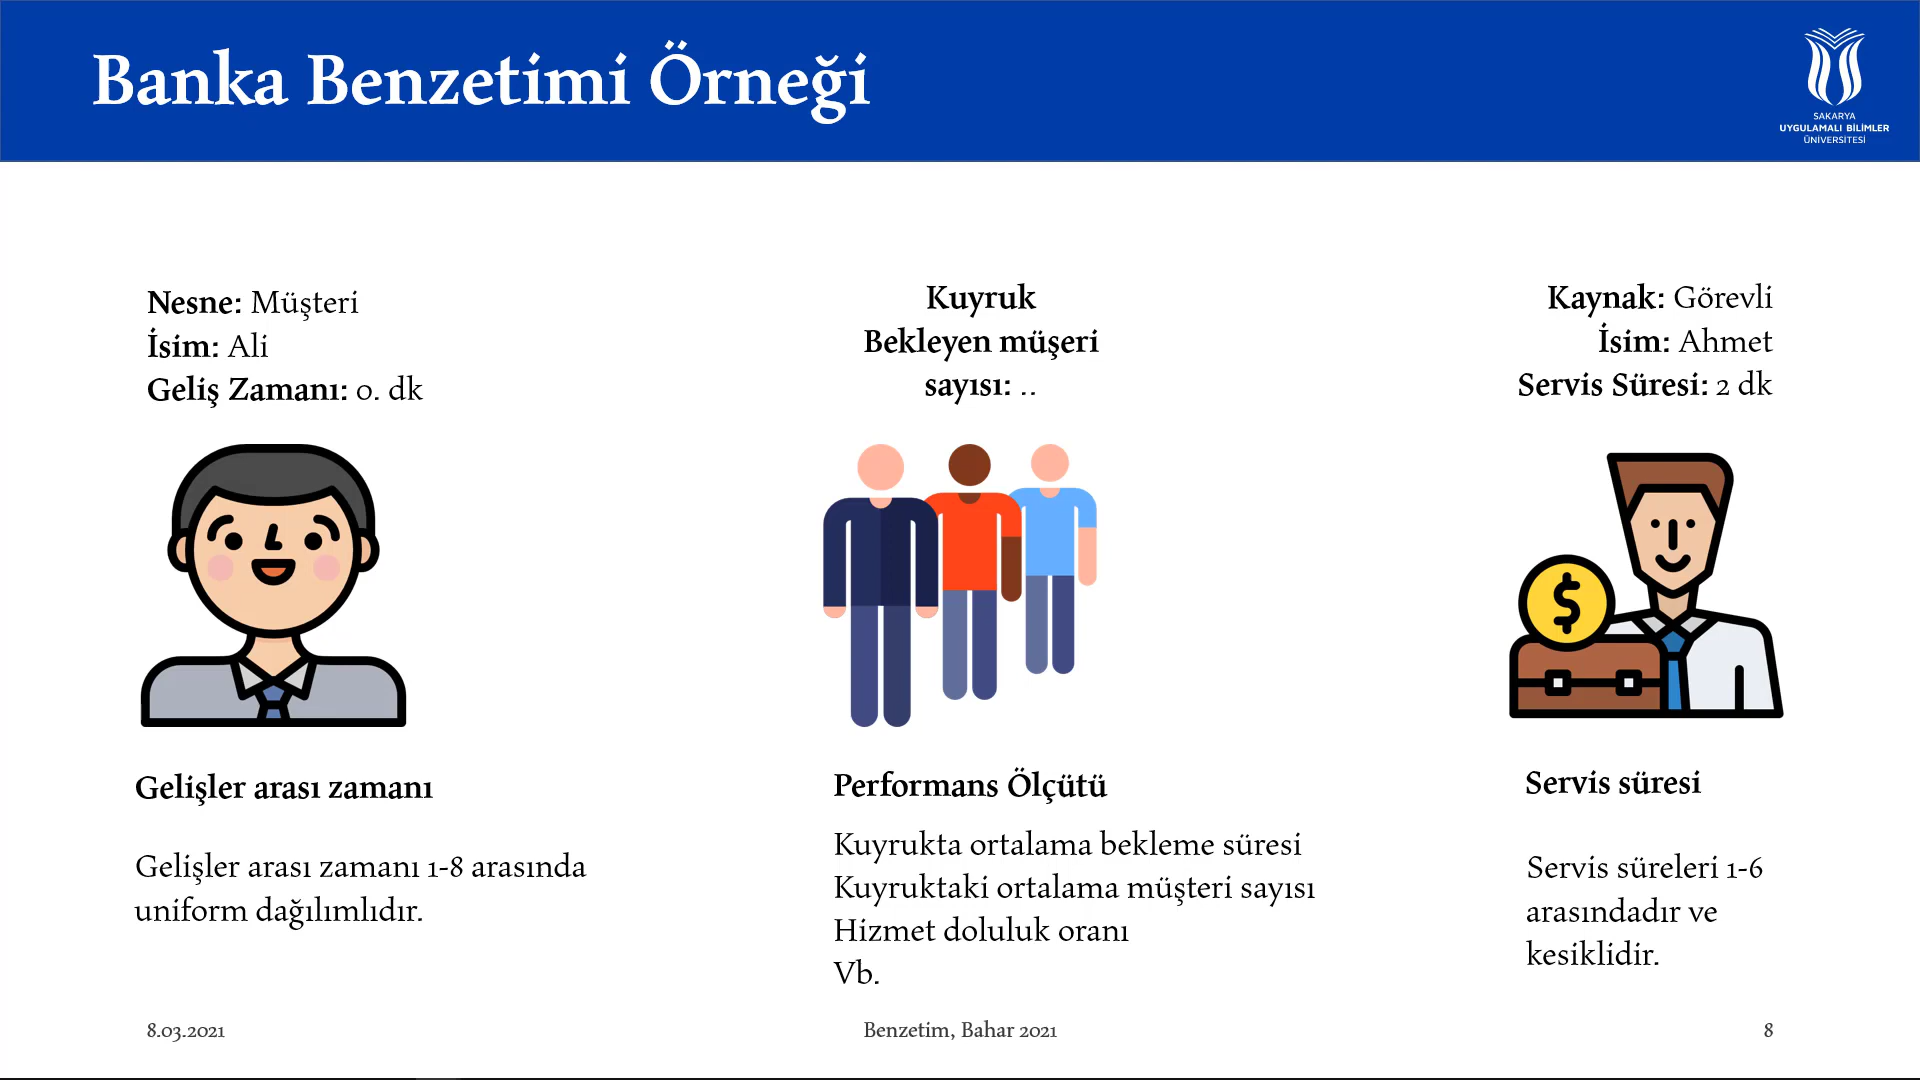 Banka Benzetimi Örneği
SAKARYA
UYGULAMALI BİLİMLER
ÜNİVERSİTESİ
Nesne: Müşteri
İsim: Ali
Geliş Zamanı: 0. dk
Kuyruk
Bekleyen müşeri
sayısı: ..
Kaynak: Görevli
İsim: Ahmet
Servis Süresi: 2 dk
$
Gelişler arası zamanı
Gelişler arası zamanı 1-8 arasında
uniform dağılımlıdır.
Performans Ölçütü
Kuyrukta ortalama bekleme süresi
Kuyruktaki ortalama müşteri sayısı
Hizmet doluluk oranı
Vb.
Servis süresi
Servis süreleri 1-6
arasındadır ve
kesiklidir.
8.03.2021
Benzetim, Bahar 2021
8